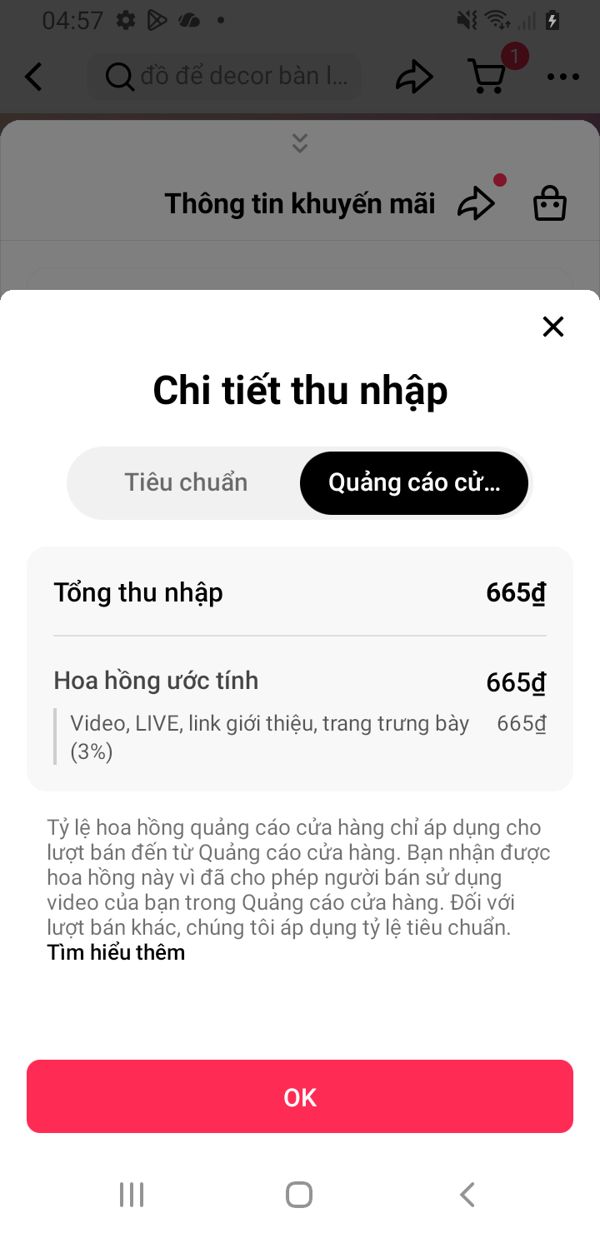 04:57
đồ để decor bàn l...
1
Thông tin khuyến mãi
Chi tiết thu nhập
Tiêu chuẩn
Quảng cáo cử...
Tổng thu nhập 665₫
Hoa hồng ước tính 665₫
Video, LIVE, link giới thiệu, trang trưng bày 665₫
(3%)
Tỷ lệ hoa hồng quảng cáo cửa hàng chỉ áp dụng cho
lượt bán đến từ Quảng cáo cửa hàng. Bạn nhận được
hoa hồng này vì đã cho phép người bán sử dụng
video của bạn trong Quảng cáo cửa hàng. Đối với
lượt bán khác, chúng tôi áp dụng tỷ lệ tiêu chuẩn.
Tìm hiểu thêm
OK